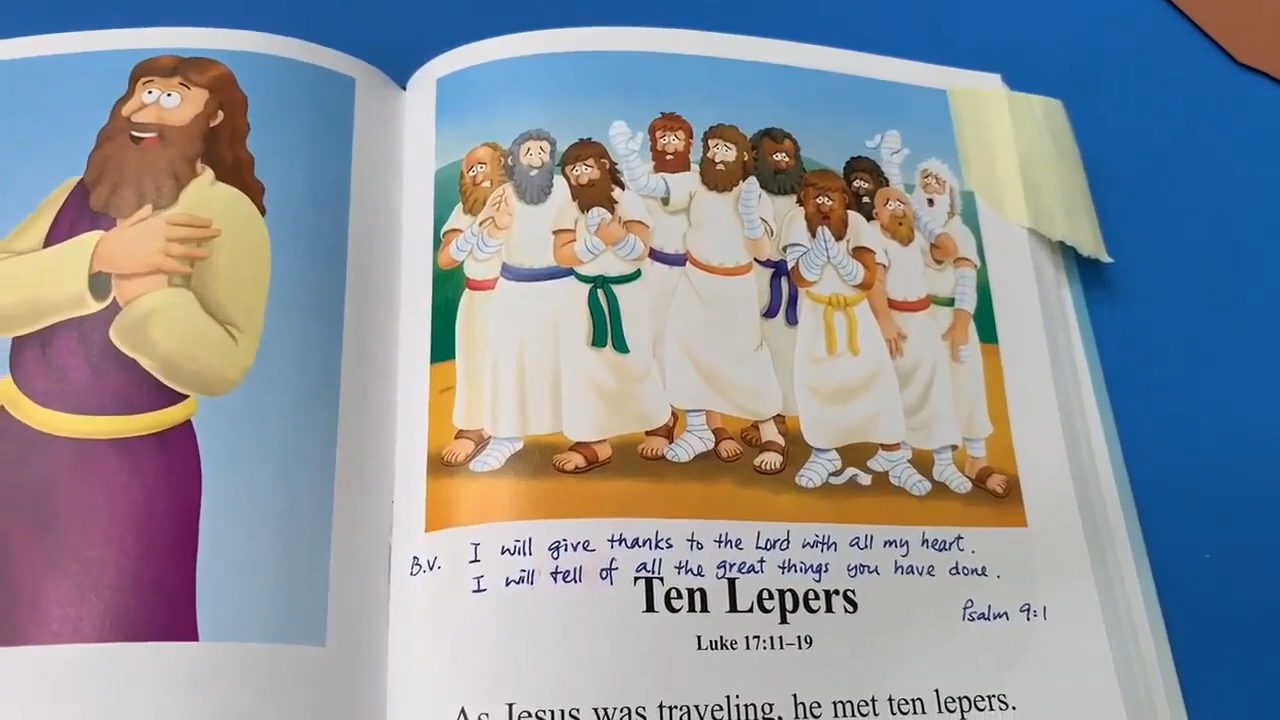 B.V. I will give thanks to the Lord with all my heart.
I will tell of all the great things you have done.
Ten Lepers
Psalm 9:1
Luke 17:11–19
As Jesus was traveling, he met ten lepers.